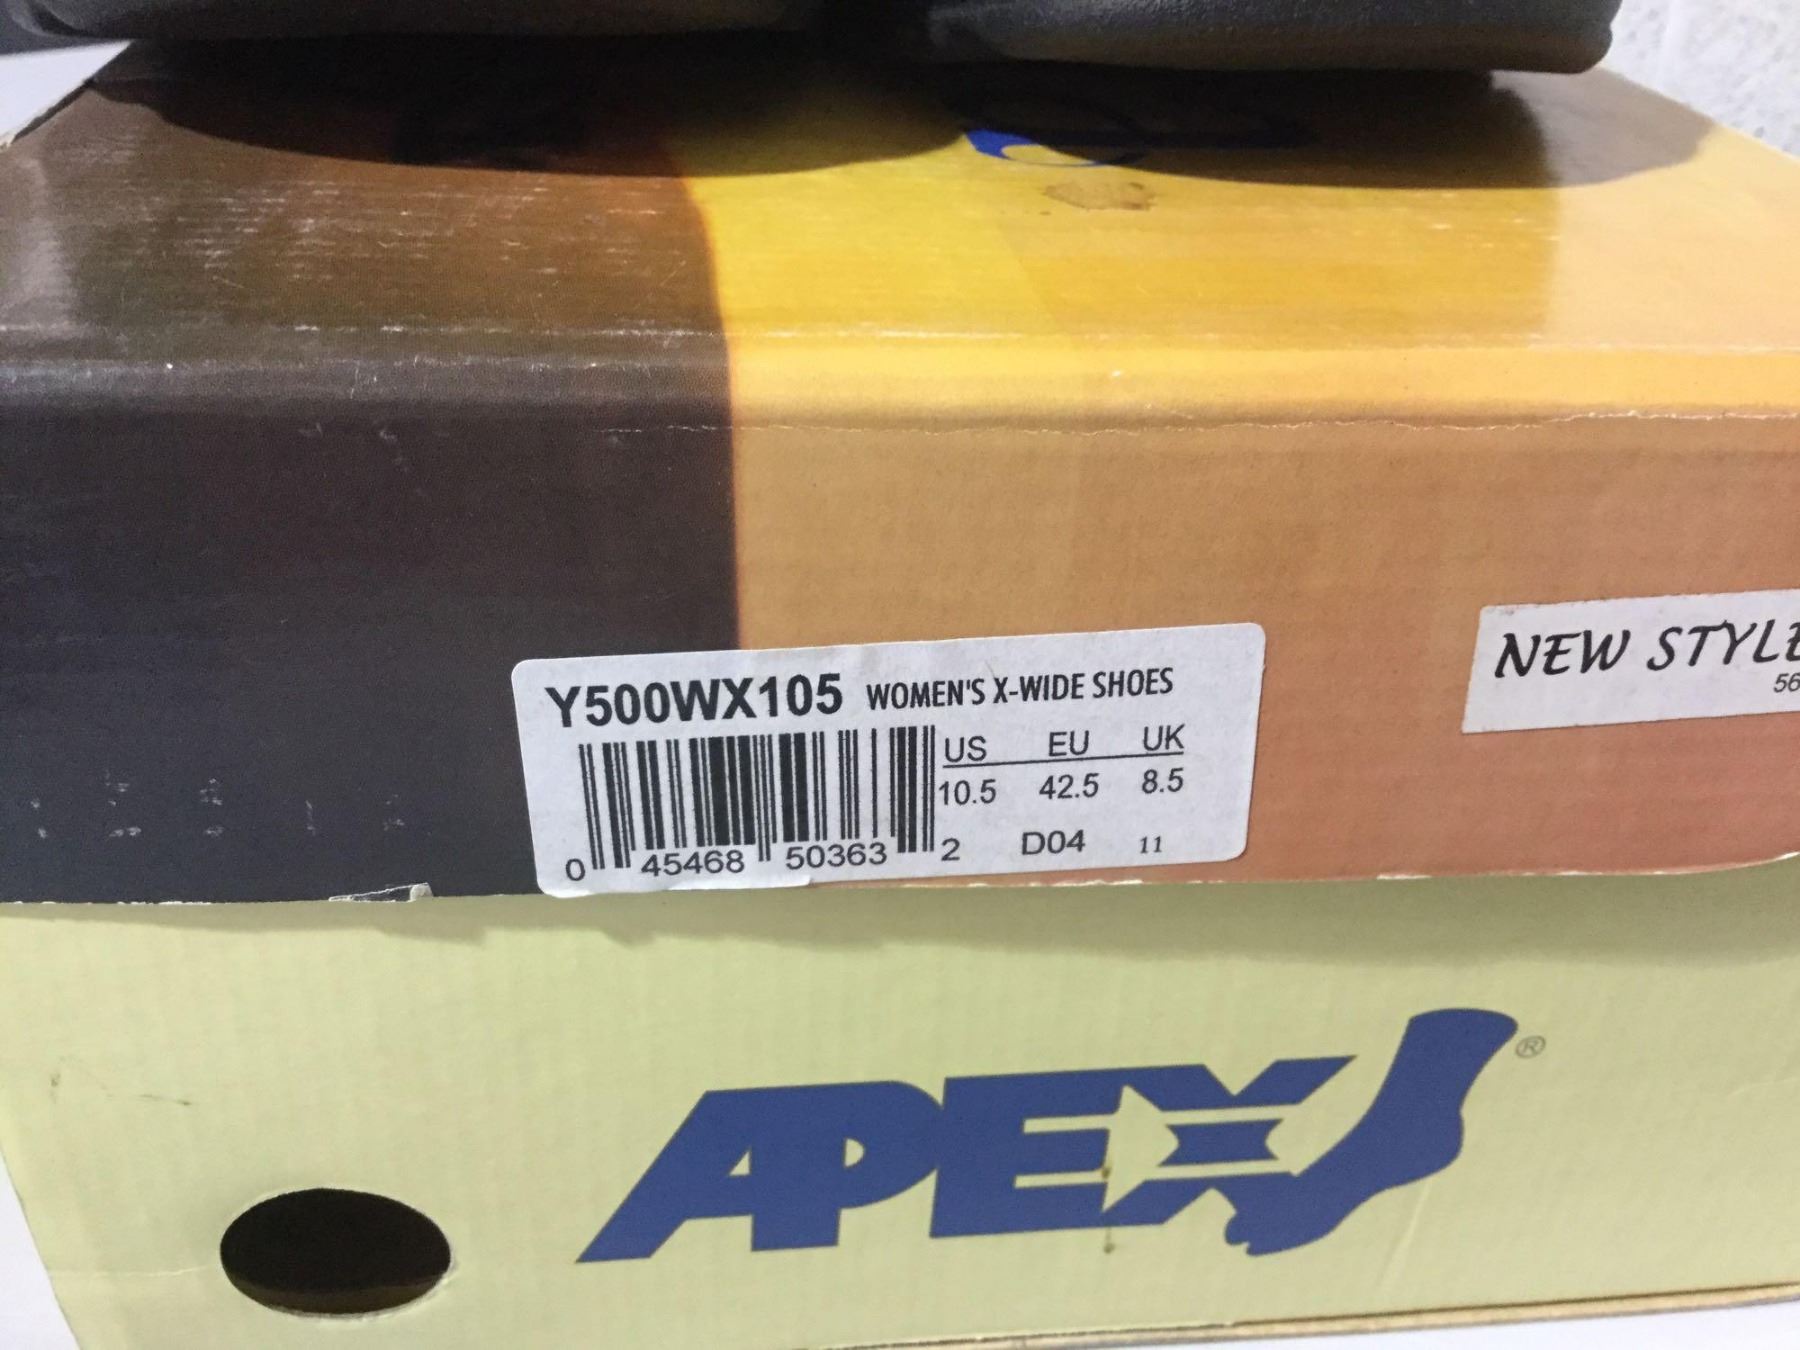 Y500WX105 WOMEN'S X-WIDE SHOES
US EU UK
10.5 42.5 8.5
D04 11
0 45468 50363 2
NEW STYLE
56
APEX®